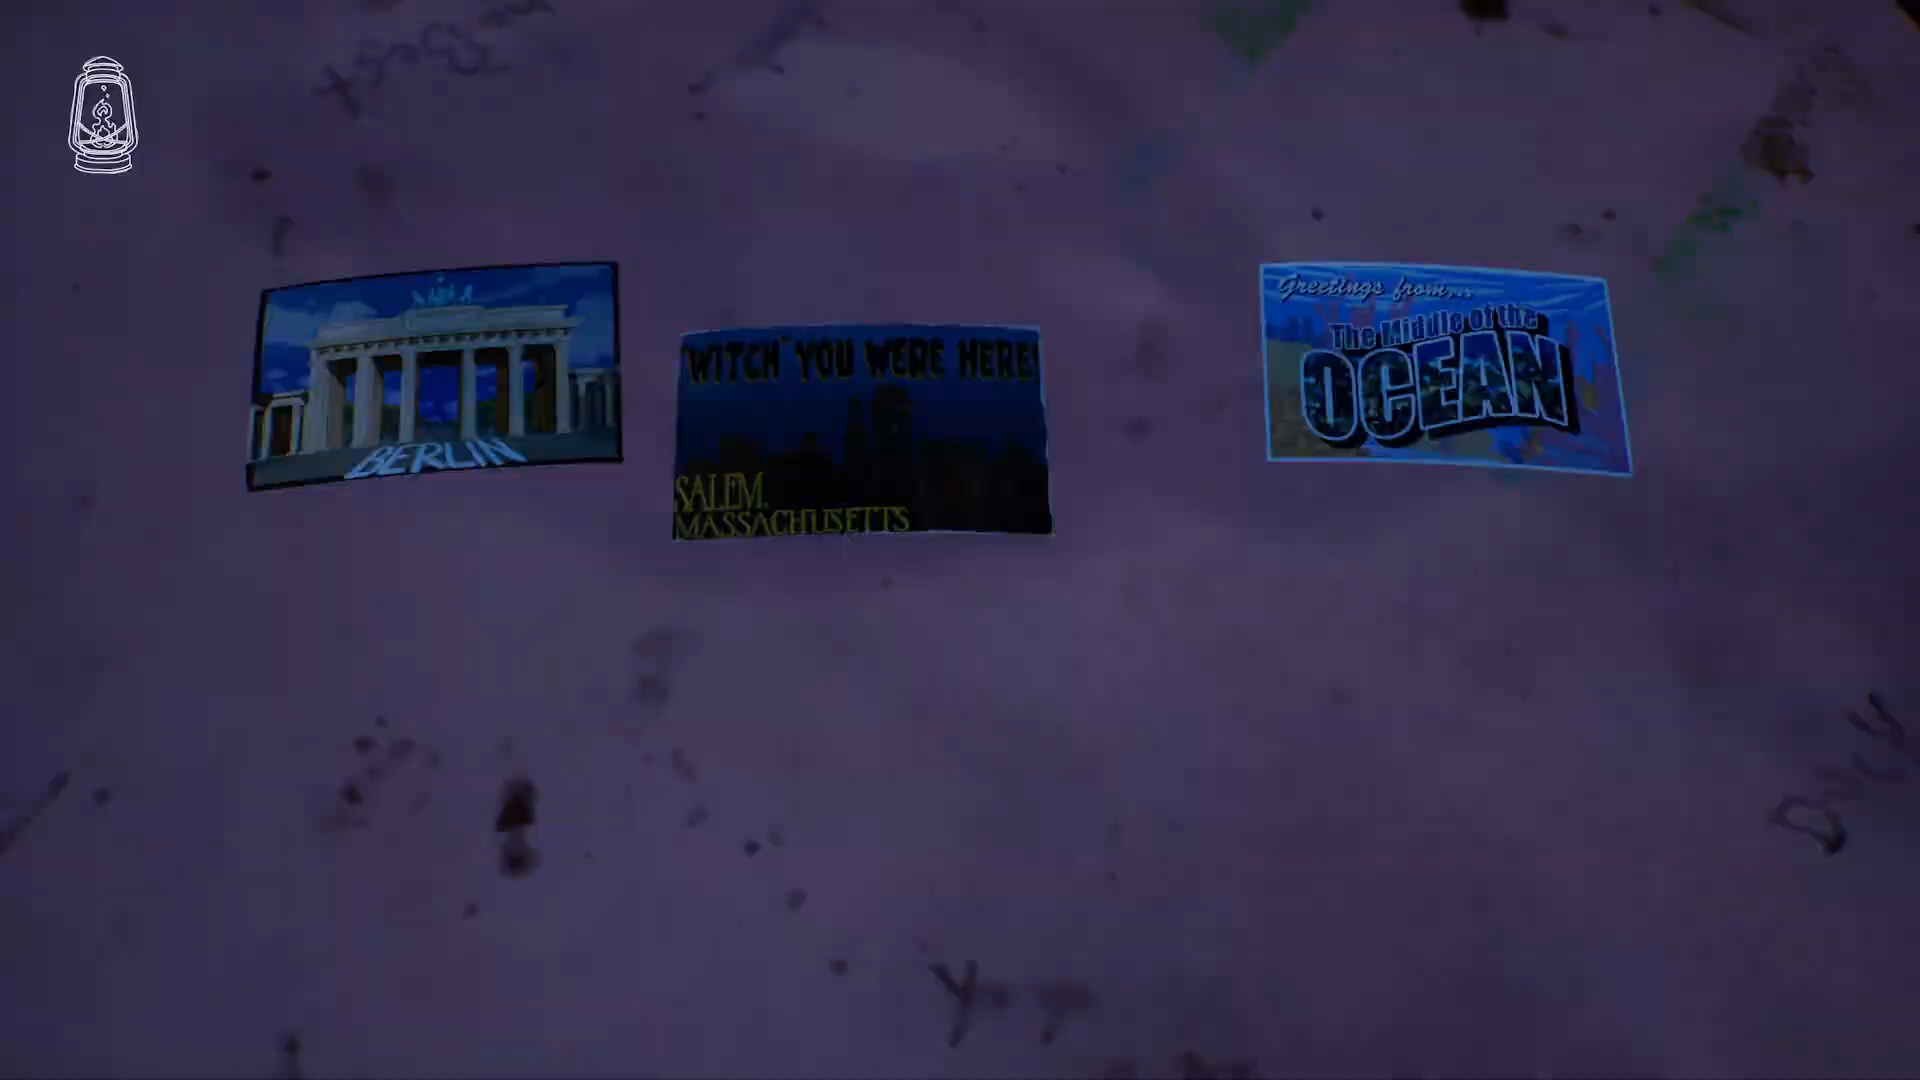 BERLIN
"WITCH" YOU WERE HERE!
SALEM,
MASSACHUSETTS
Greetings from...
The Middle of the
OCEAN